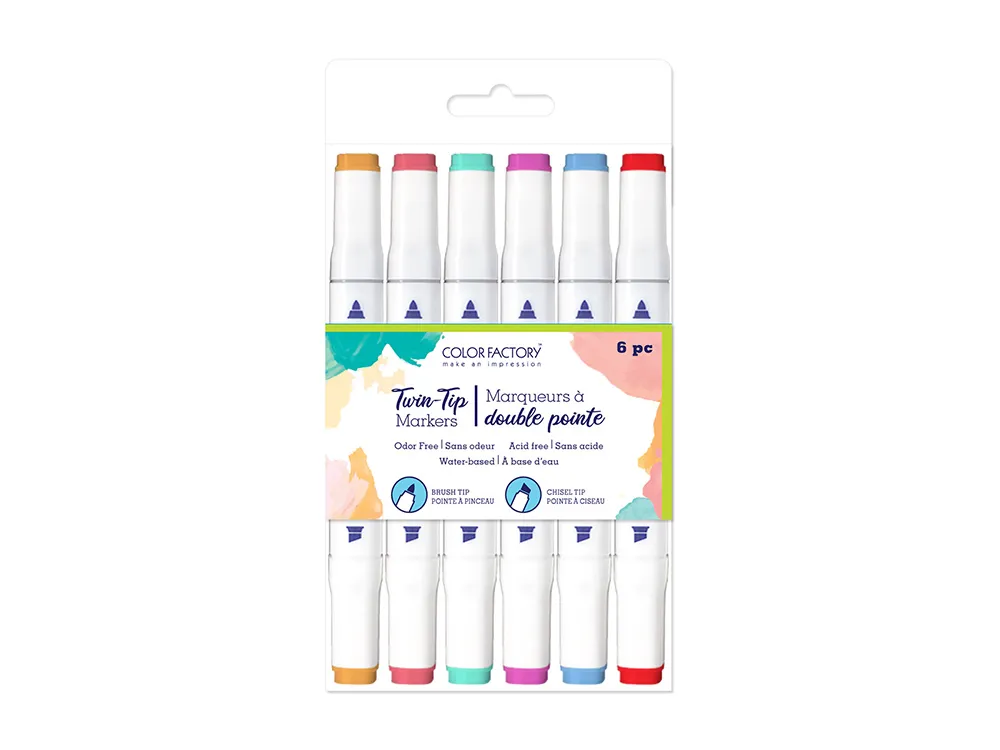 COLOR FACTORY™
make an impression
6 pc
Twin-Tip
Markers
Marqueurs à
double pointe
Odor Free | Sans odeur Acid free | Sans acide
Water-based | À base d'eau
BRUSH TIP
POINTE À PINCEAU
CHISEL TIP
POINTE À CISEAU